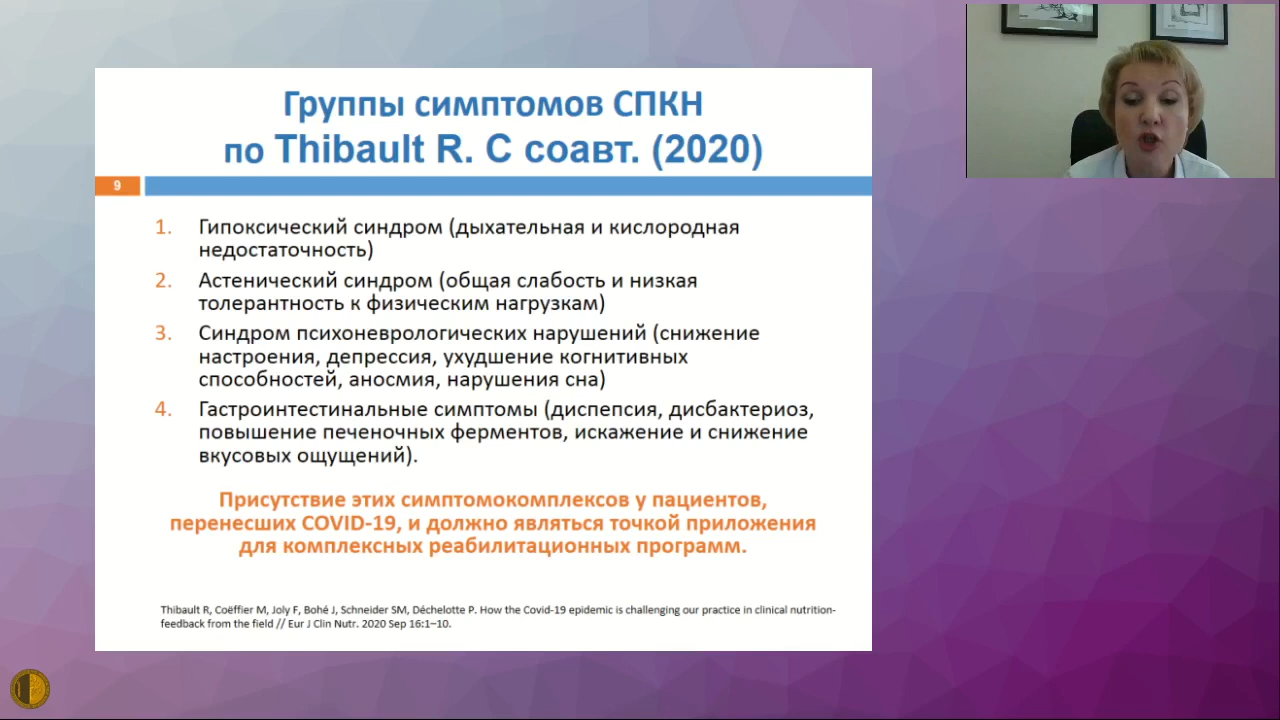 Группы симптомов СПКН
по Thibault R. С соавт. (2020)
9
1. Гипоксический синдром (дыхательная и кислородная
недостаточность)
2. Астенический синдром (общая слабость и низкая
толерантность к физическим нагрузкам)
3. Синдром психоневрологических нарушений (снижение
настроения, депрессия, ухудшение когнитивных
способностей, аносмия, нарушения сна)
4. Гастроинтестинальные симптомы (диспепсия, дисбактериоз,
повышение печеночных ферментов, искажение и снижение
вкусовых ощущений).
Присутствие этих симптомокомплексов у пациентов,
перенесших COVID-19, и должно являться точкой приложения
для комплексных реабилитационных программ.
Thibault R, Coëffier M, Joly F, Bohé J, Schneider SM, Déchelotte P. How the Covid-19 epidemic is challenging our practice in clinical nutrition-
feedback from the field // Eur J Clin Nutr. 2020 Sep 16:1–10.